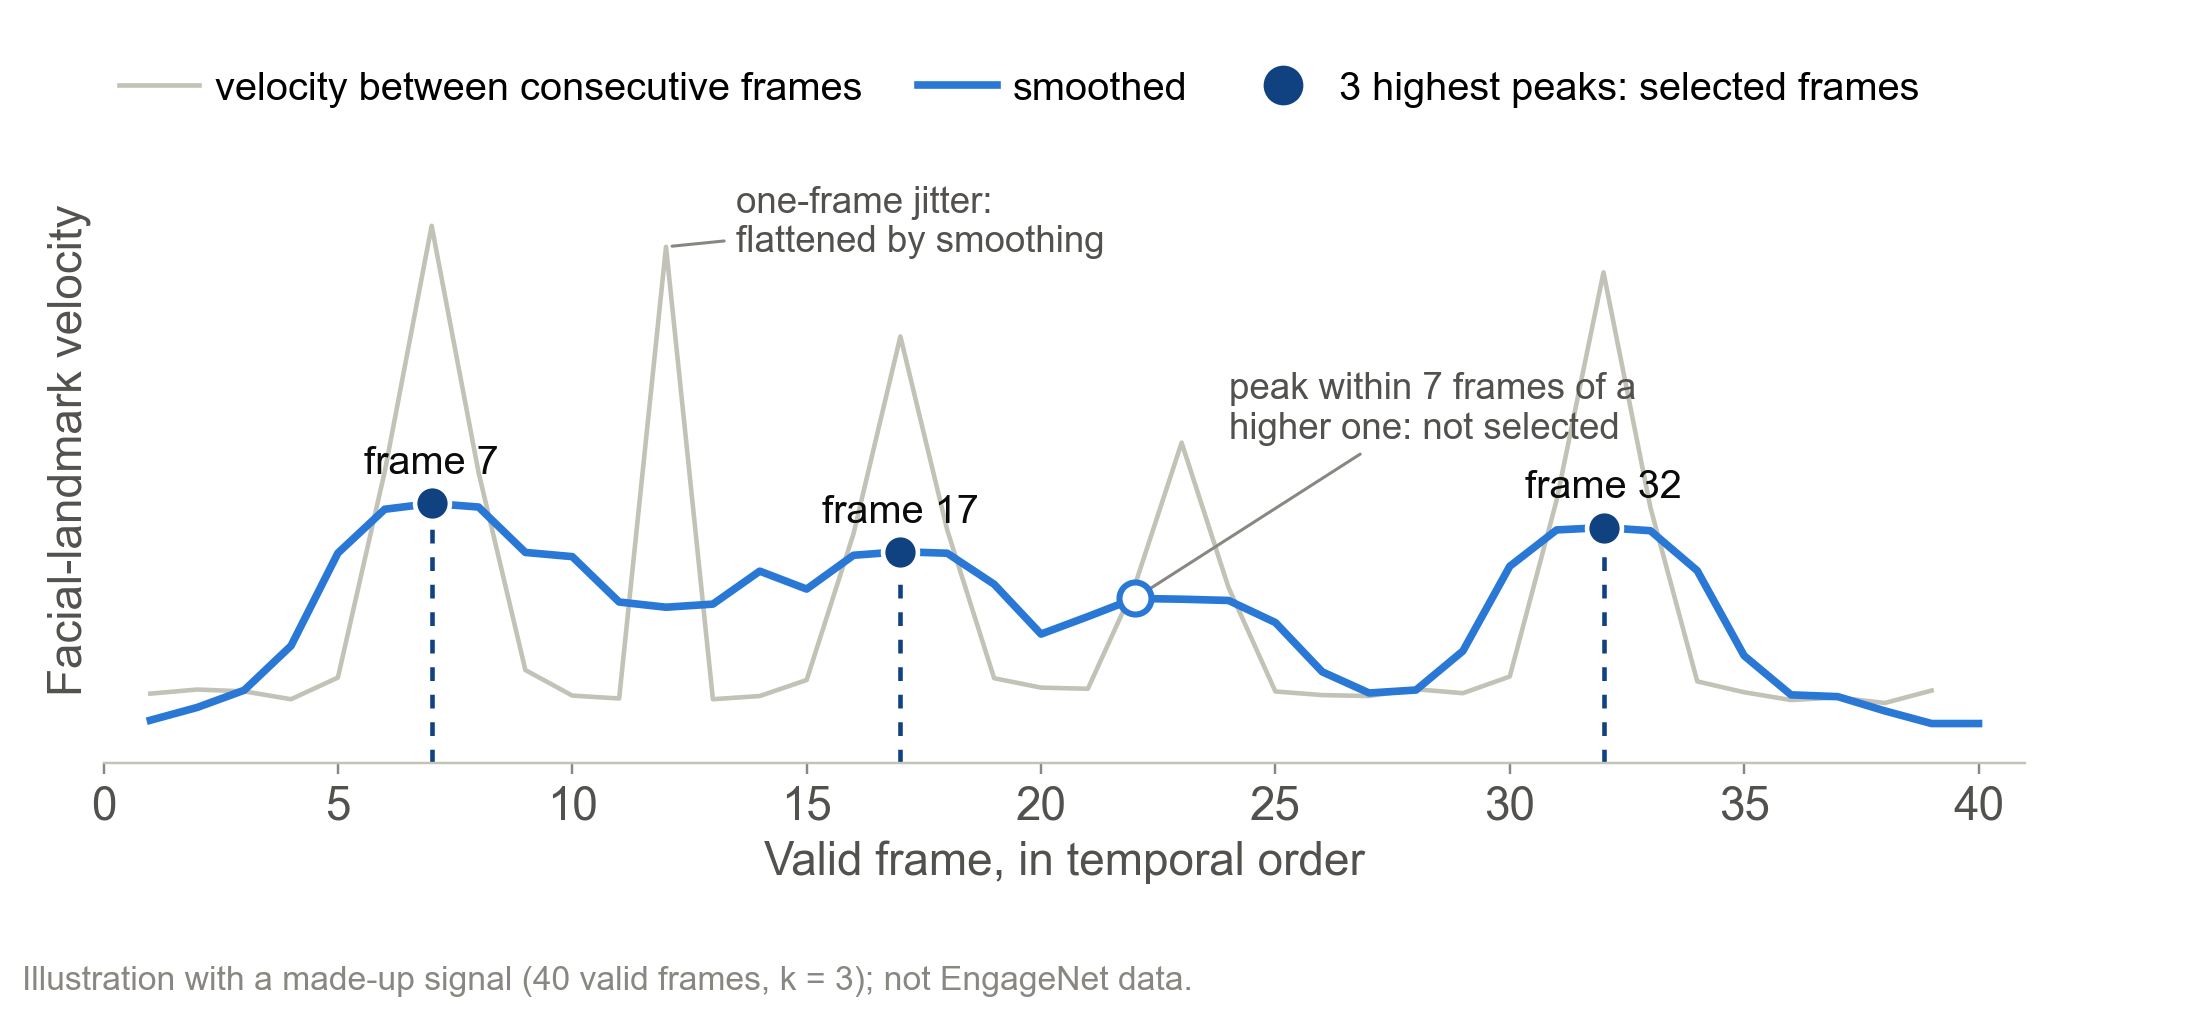 velocity between consecutive frames
smoothed
3 highest peaks: selected frames
one-frame jitter:
flattened by smoothing
peak within 7 frames of a
higher one: not selected
frame 7
frame 17
frame 32
Facial-landmark velocity
0 5 10 15 20 25 30 35 40
Valid frame, in temporal order
Illustration with a made-up signal (40 valid frames, k = 3); not EngageNet data.